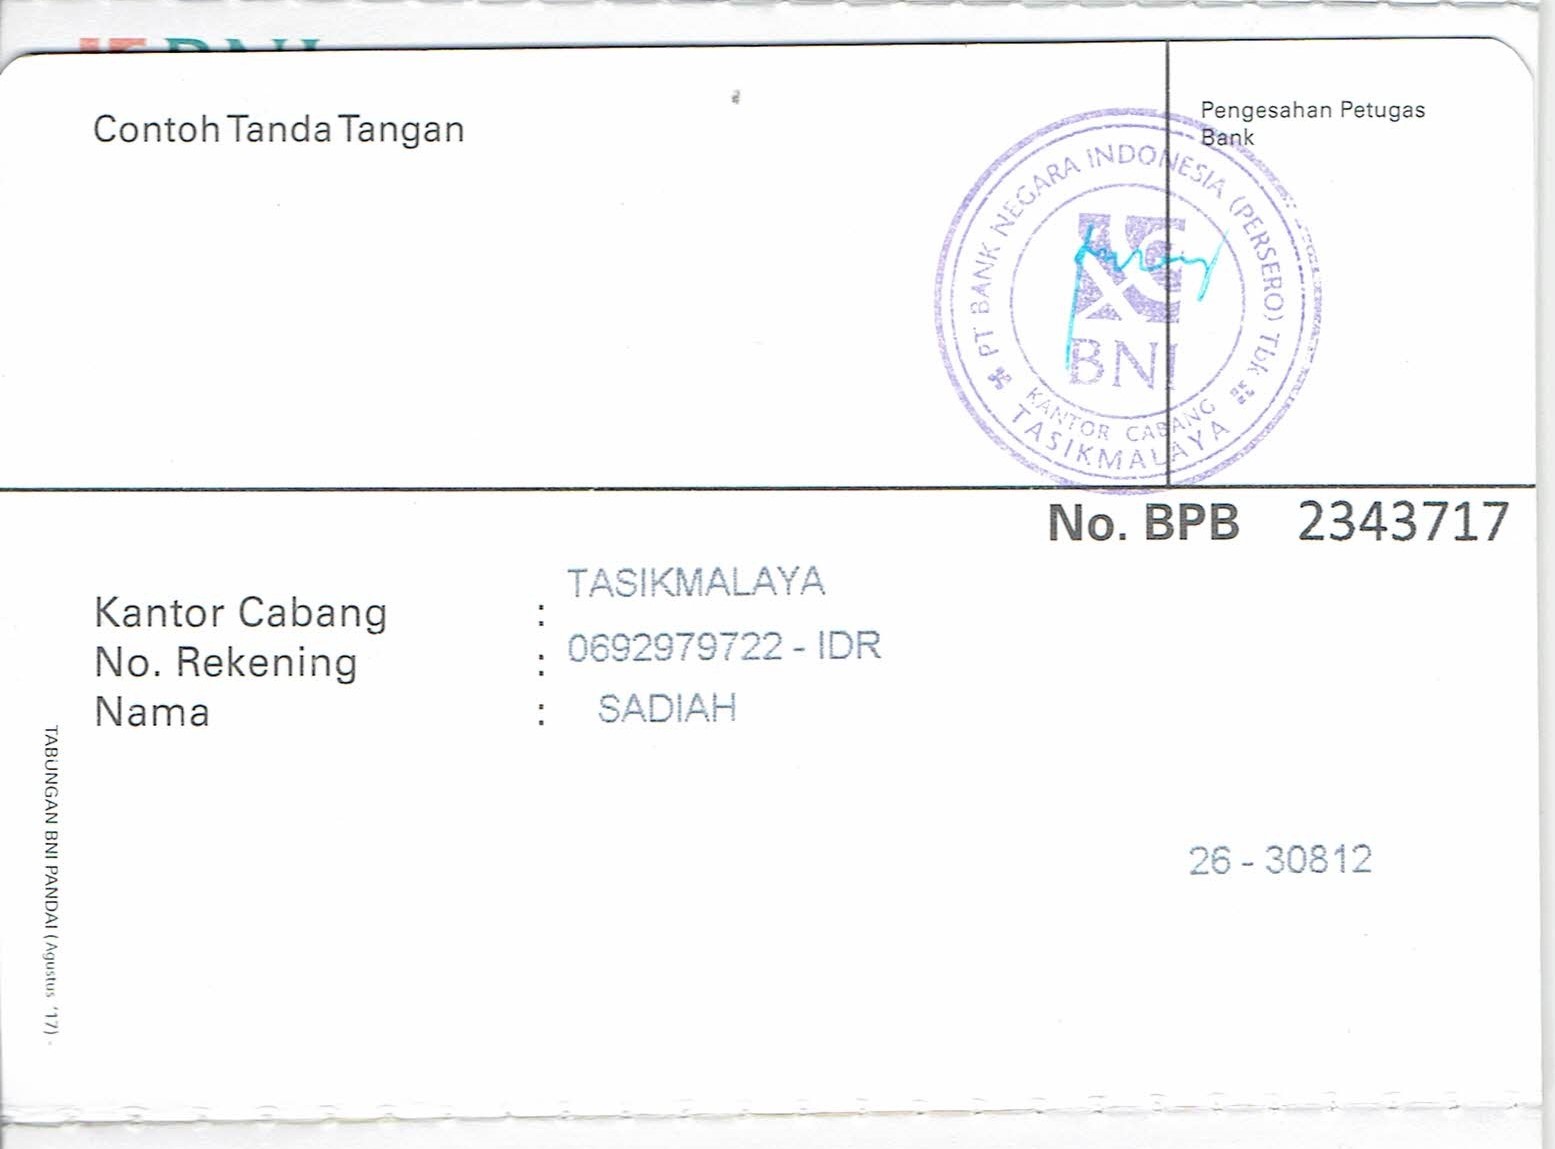 BNI
Contoh Tanda Tangan
Pengesahan Petugas
Bank
PT BANK NEGARA INDONESIA (PERSERO) Tbk
BNI
KANTOR CABANG
TASIKMALAYA
No. BPB 2343717
Kantor Cabang : TASIKMALAYA
No. Rekening : 0692979722 - IDR
Nama : SADIAH
26 - 30812
TABUNGAN BNI PANDAI (Agustus '17) -